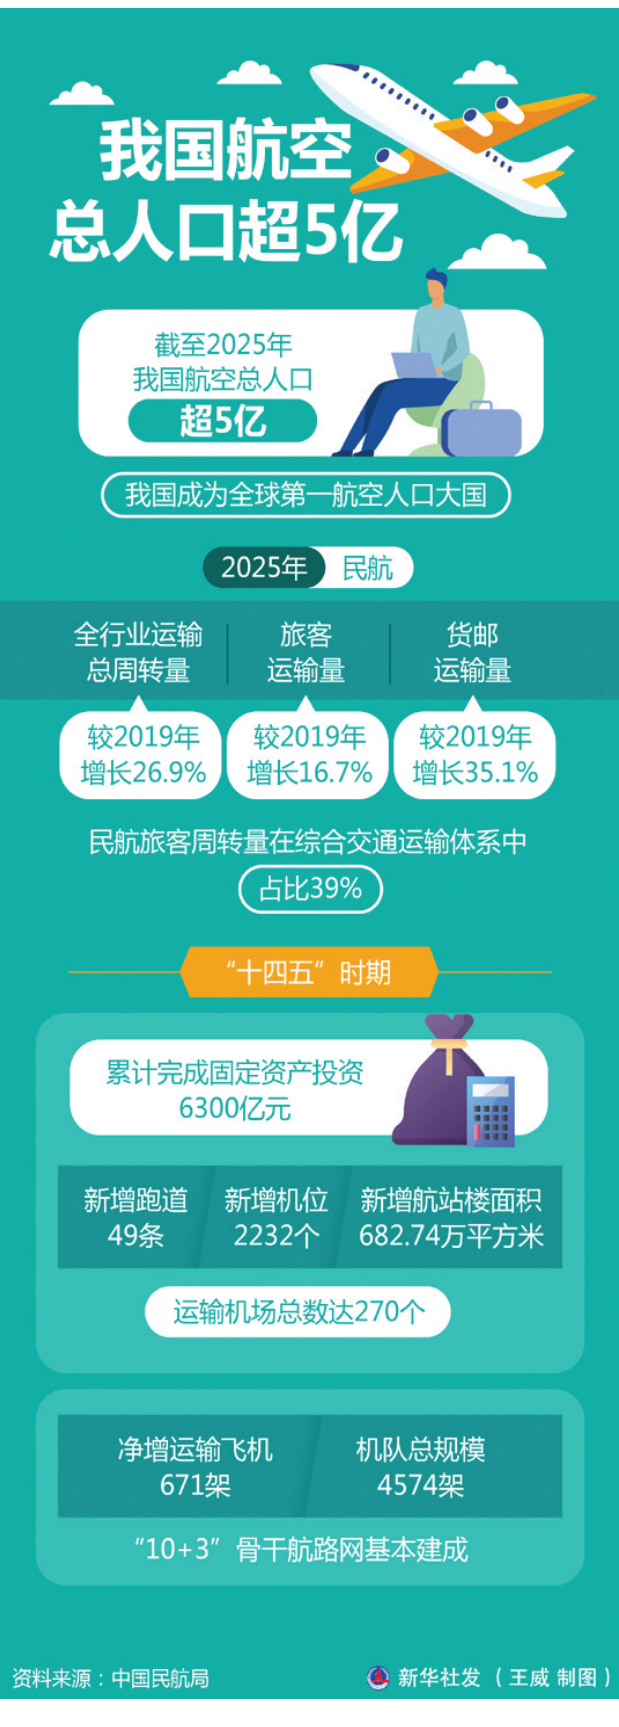 我国航空
总人口超5亿
截至2025年
我国航空总人口
超5亿
我国成为全球第一航空人口大国
2025年 民航
全行业运输
总周转量
旅客
运输量
货邮
运输量
较2019年
增长26.9%
较2019年
增长16.7%
较2019年
增长35.1%
民航旅客周转量在综合交通运输体系中
占比39%
“十四五”时期
累计完成固定资产投资
6300亿元
新增跑道
49条
新增机位
2232个
新增航站楼面积
682.74万平方米
运输机场总数达270个
净增运输飞机
671架
机队总规模
4574架
“10+3”骨干航路网基本建成
资料来源：中国民航局
新华社发（王威 制图）